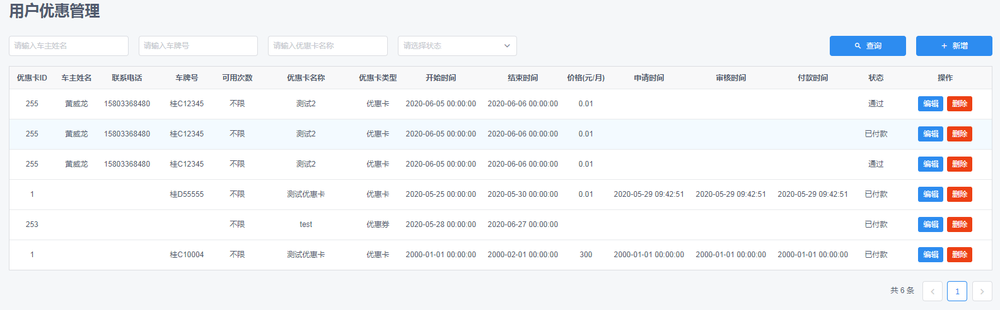 用户优惠管理
请输入车主姓名 请输入车牌号 请输入优惠卡名称 请选择状态 查询 新增
优惠卡ID 车主姓名 联系电话 车牌号 可用次数 优惠卡名称 优惠卡类型 开始时间 结束时间 价格(元/月) 申请时间 审核时间 付款时间 状态 操作
255 黄威龙 15803368480 桂C12345 不限 测试2 优惠卡 2020-06-05 00:00:00 2020-06-06 00:00:00 0.01 通过 编辑 删除
255 黄威龙 15803368480 桂C12345 不限 测试2 优惠卡 2020-06-05 00:00:00 2020-06-06 00:00:00 0.01 已付款 编辑 删除
255 黄威龙 15803368480 桂C12345 不限 测试2 优惠卡 2020-06-05 00:00:00 2020-06-06 00:00:00 0.01 通过 编辑 删除
1 桂D55555 不限 测试优惠卡 优惠卡 2020-05-25 00:00:00 2020-05-30 00:00:00 0.01 2020-05-29 09:42:51 2020-05-29 09:42:51 2020-05-29 09:42:51 已付款 编辑 删除
253 不限 test 优惠券 2020-05-28 00:00:00 2020-06-27 00:00:00 已付款 编辑 删除
1 桂C10004 不限 测试优惠卡 优惠卡 2000-01-01 00:00:00 2000-02-01 00:00:00 300 2000-01-01 00:00:00 2000-01-01 00:00:00 2000-01-01 00:00:00 已付款 编辑 删除
共 6 条 1